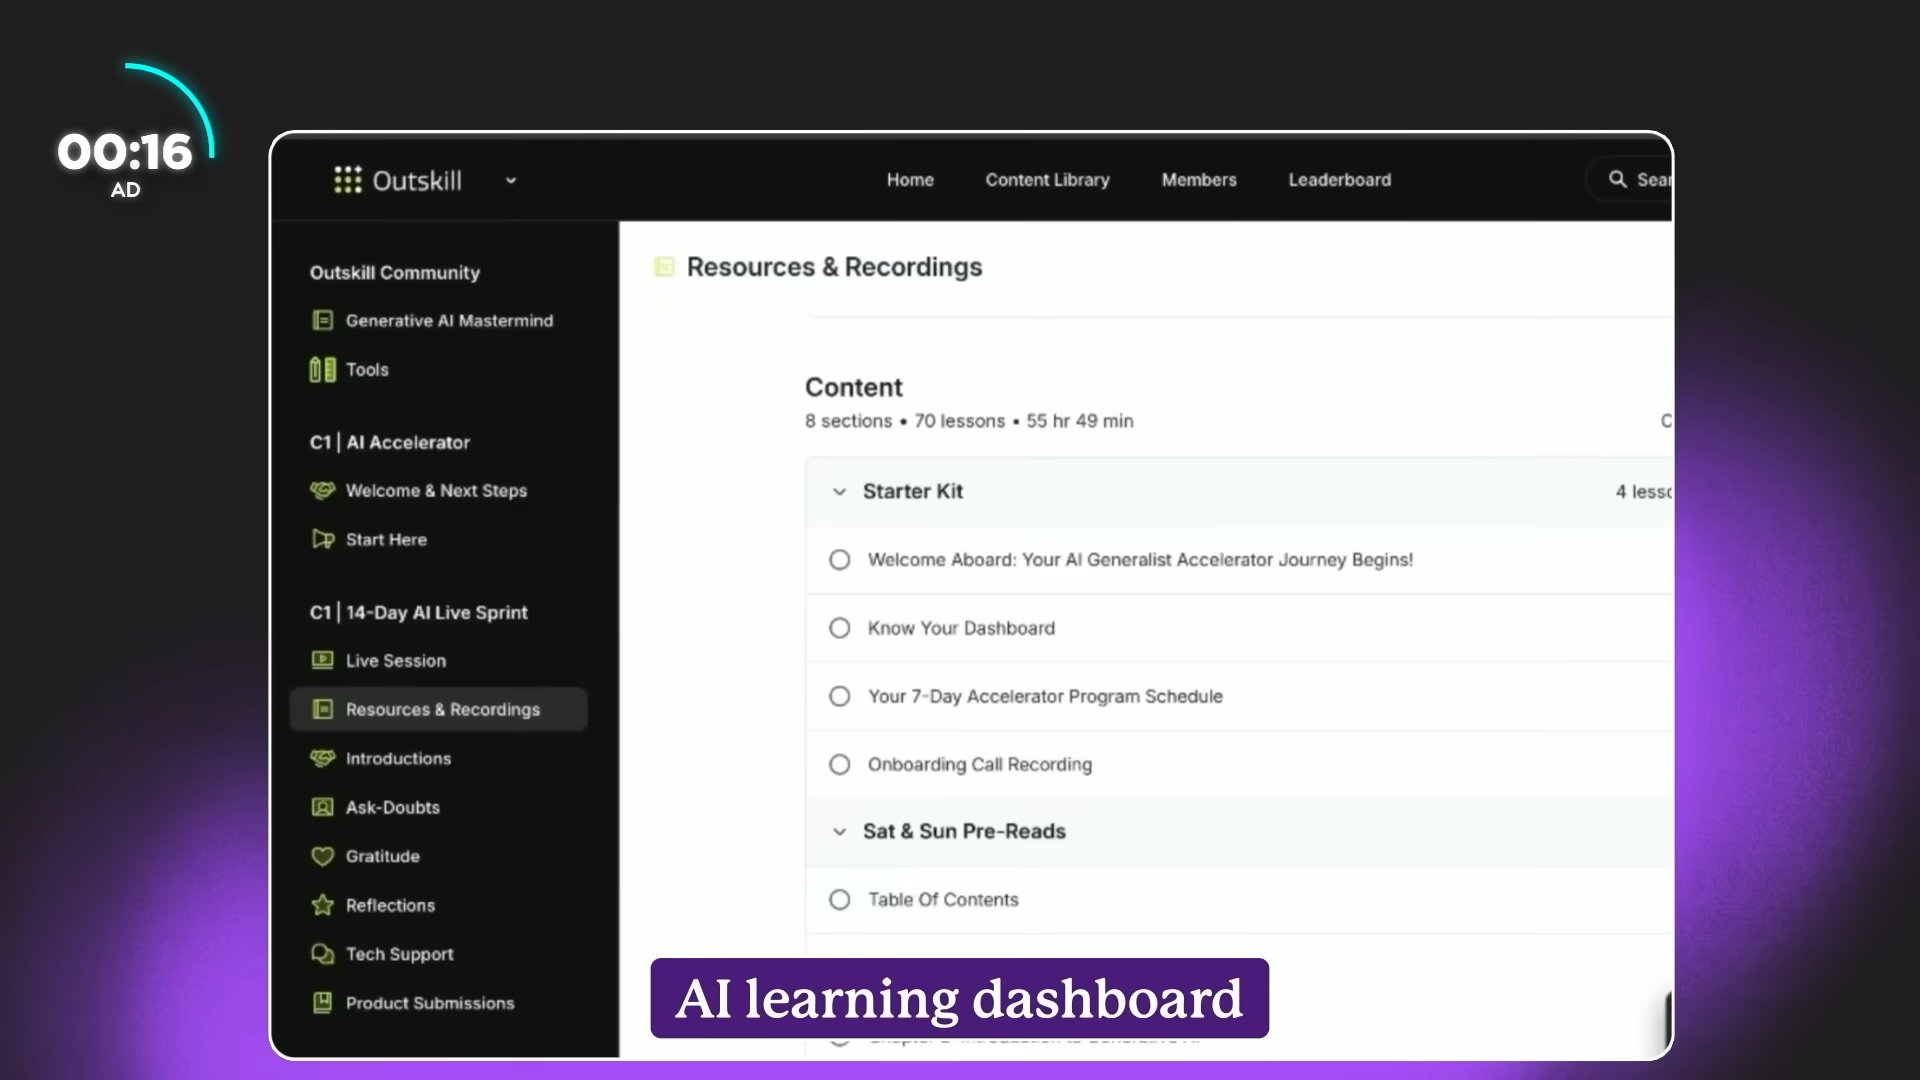 00:16
AD
Outskill
Home
Content Library
Members
Leaderboard
Outskill Community
Generative AI Mastermind
Tools
C1 | AI Accelerator
Welcome & Next Steps
Start Here
C1 | 14-Day AI Live Sprint
Live Session
Resources & Recordings
Introductions
Ask-Doubts
Gratitude
Reflections
Tech Support
Product Submissions
Resources & Recordings
Content
8 sections • 70 lessons • 55 hr 49 min
Starter Kit
4
Welcome Aboard: Your AI Generalist Accelerator Journey Begins!
Know Your Dashboard
Your 7-Day Accelerator Program Schedule
Onboarding Call Recording
Sat & Sun Pre-Reads
Table Of Contents
AI learning dashboard